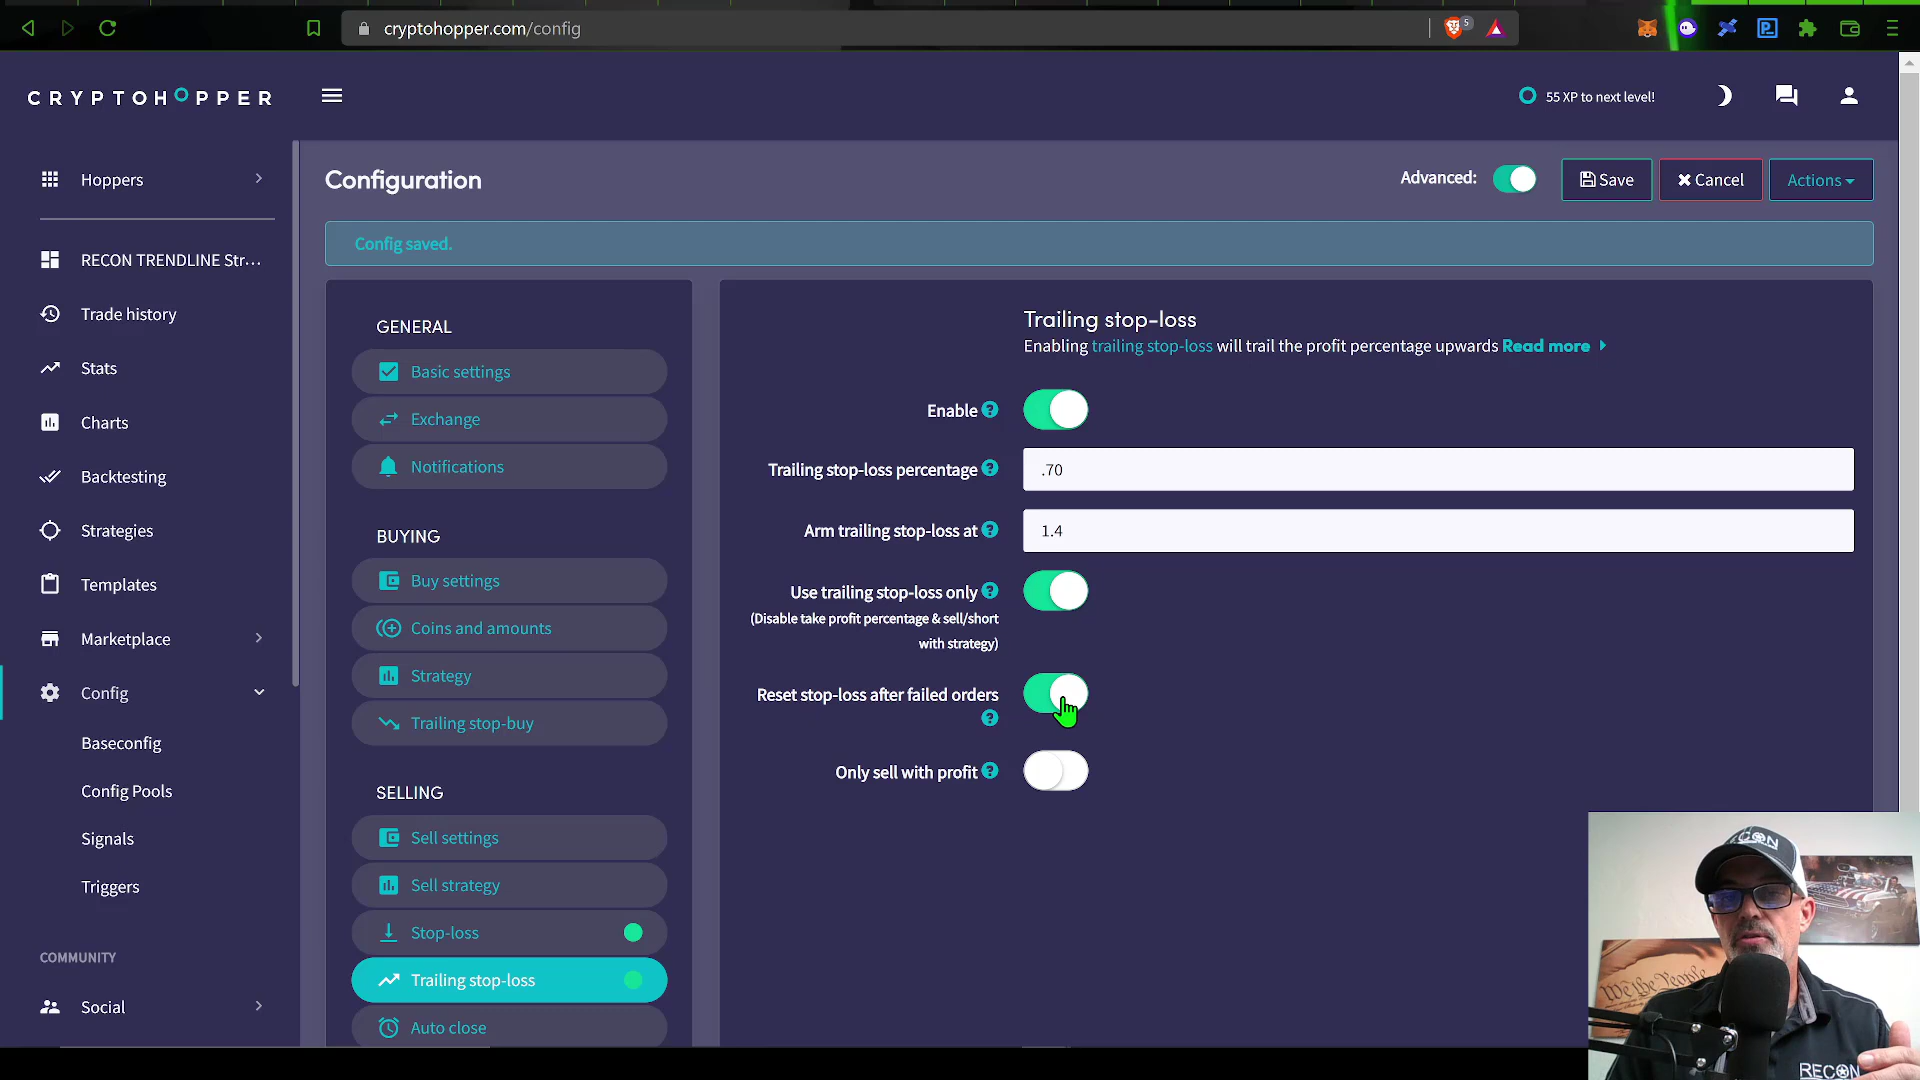 cryptohopper.com/config
5
CRYPTOHOPPER
55 XP to next level!
Hoppers
RECON TRENDLINE Str...
Trade history
Stats
Charts
Backtesting
Strategies
Templates
Marketplace
Config
Baseconfig
Config Pools
Signals
Triggers
COMMUNITY
Social
Configuration
Advanced:
Save
Cancel
Actions
Config saved.
GENERAL
Basic settings
Exchange
Notifications
BUYING
Buy settings
Coins and amounts
Strategy
Trailing stop-buy
SELLING
Sell settings
Sell strategy
Stop-loss
Trailing stop-loss
Auto close
Trailing stop-loss
Enabling trailing stop-loss will trail the profit percentage upwards Read more
Enable
Trailing stop-loss percentage
.70
Arm trailing stop-loss at
1.4
Use trailing stop-loss only
(Disable take profit percentage & sell/short
with strategy)
Reset stop-loss after failed orders
Only sell with profit
RECON
We the People
RECON